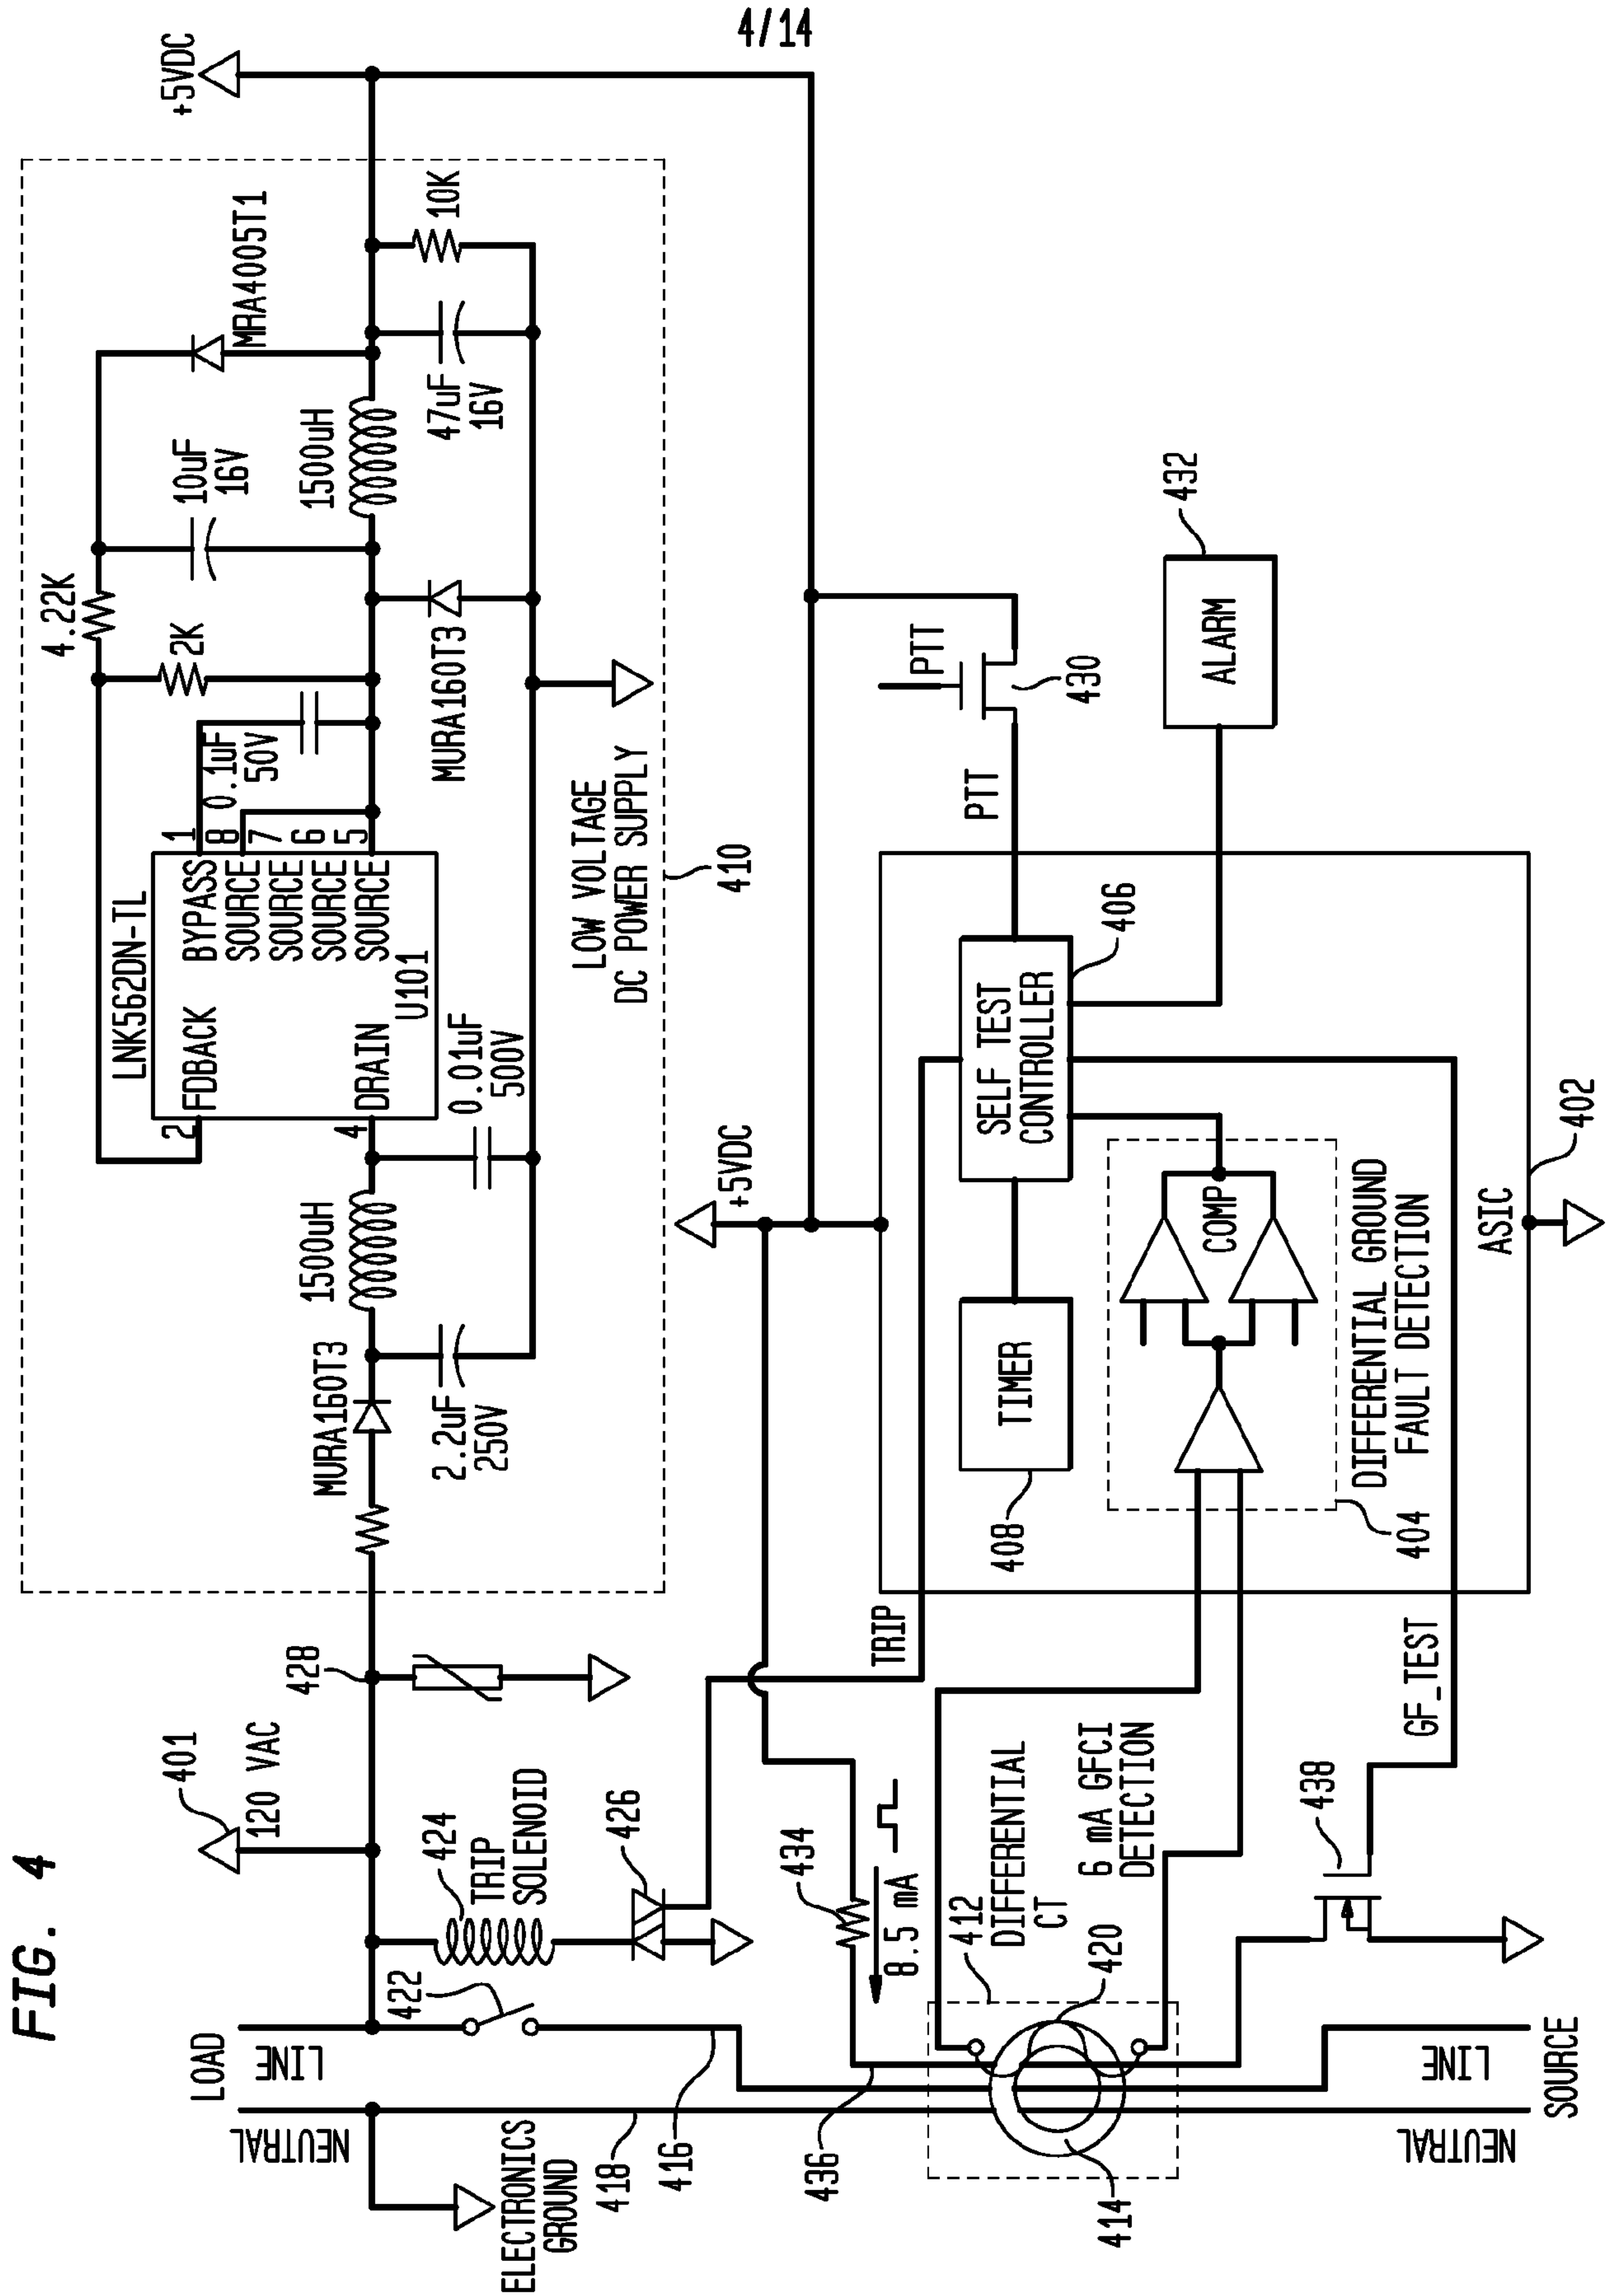 4/14
FIG. 4
LOAD
LINE
NEUTRAL
ELECTRONICS
GROUND
418
416
422
424
TRIP
SOLENOID
426
401
120 VAC
428
MURA160T3
2.2uF
250V
1500uH
0.01uF
500V
LNK562DN-TL
2
FDBACK
4
DRAIN
U101
BYPASS
SOURCE
SOURCE
SOURCE
SOURCE
1
8
7
6
5
0.1uF
50V
2K
4.22K
10uF
16V
1500uH
MURA160T3
MRA4005T1
47uF
16V
10K
+5VDC
LOW VOLTAGE
DC POWER SUPPLY
410
+5VDC
PTT
PTT
430
ALARM
432
SELF TEST
CONTROLLER
406
TIMER
408
COMP
DIFFERENTIAL GROUND
FAULT DETECTION
404
ASIC
402
TRIP
GF_TEST
434
8.5 mA
412
DIFFERENTIAL
CT
6 mA GFCI
DETECTION
420
438
436
414
LINE
NEUTRAL
SOURCE